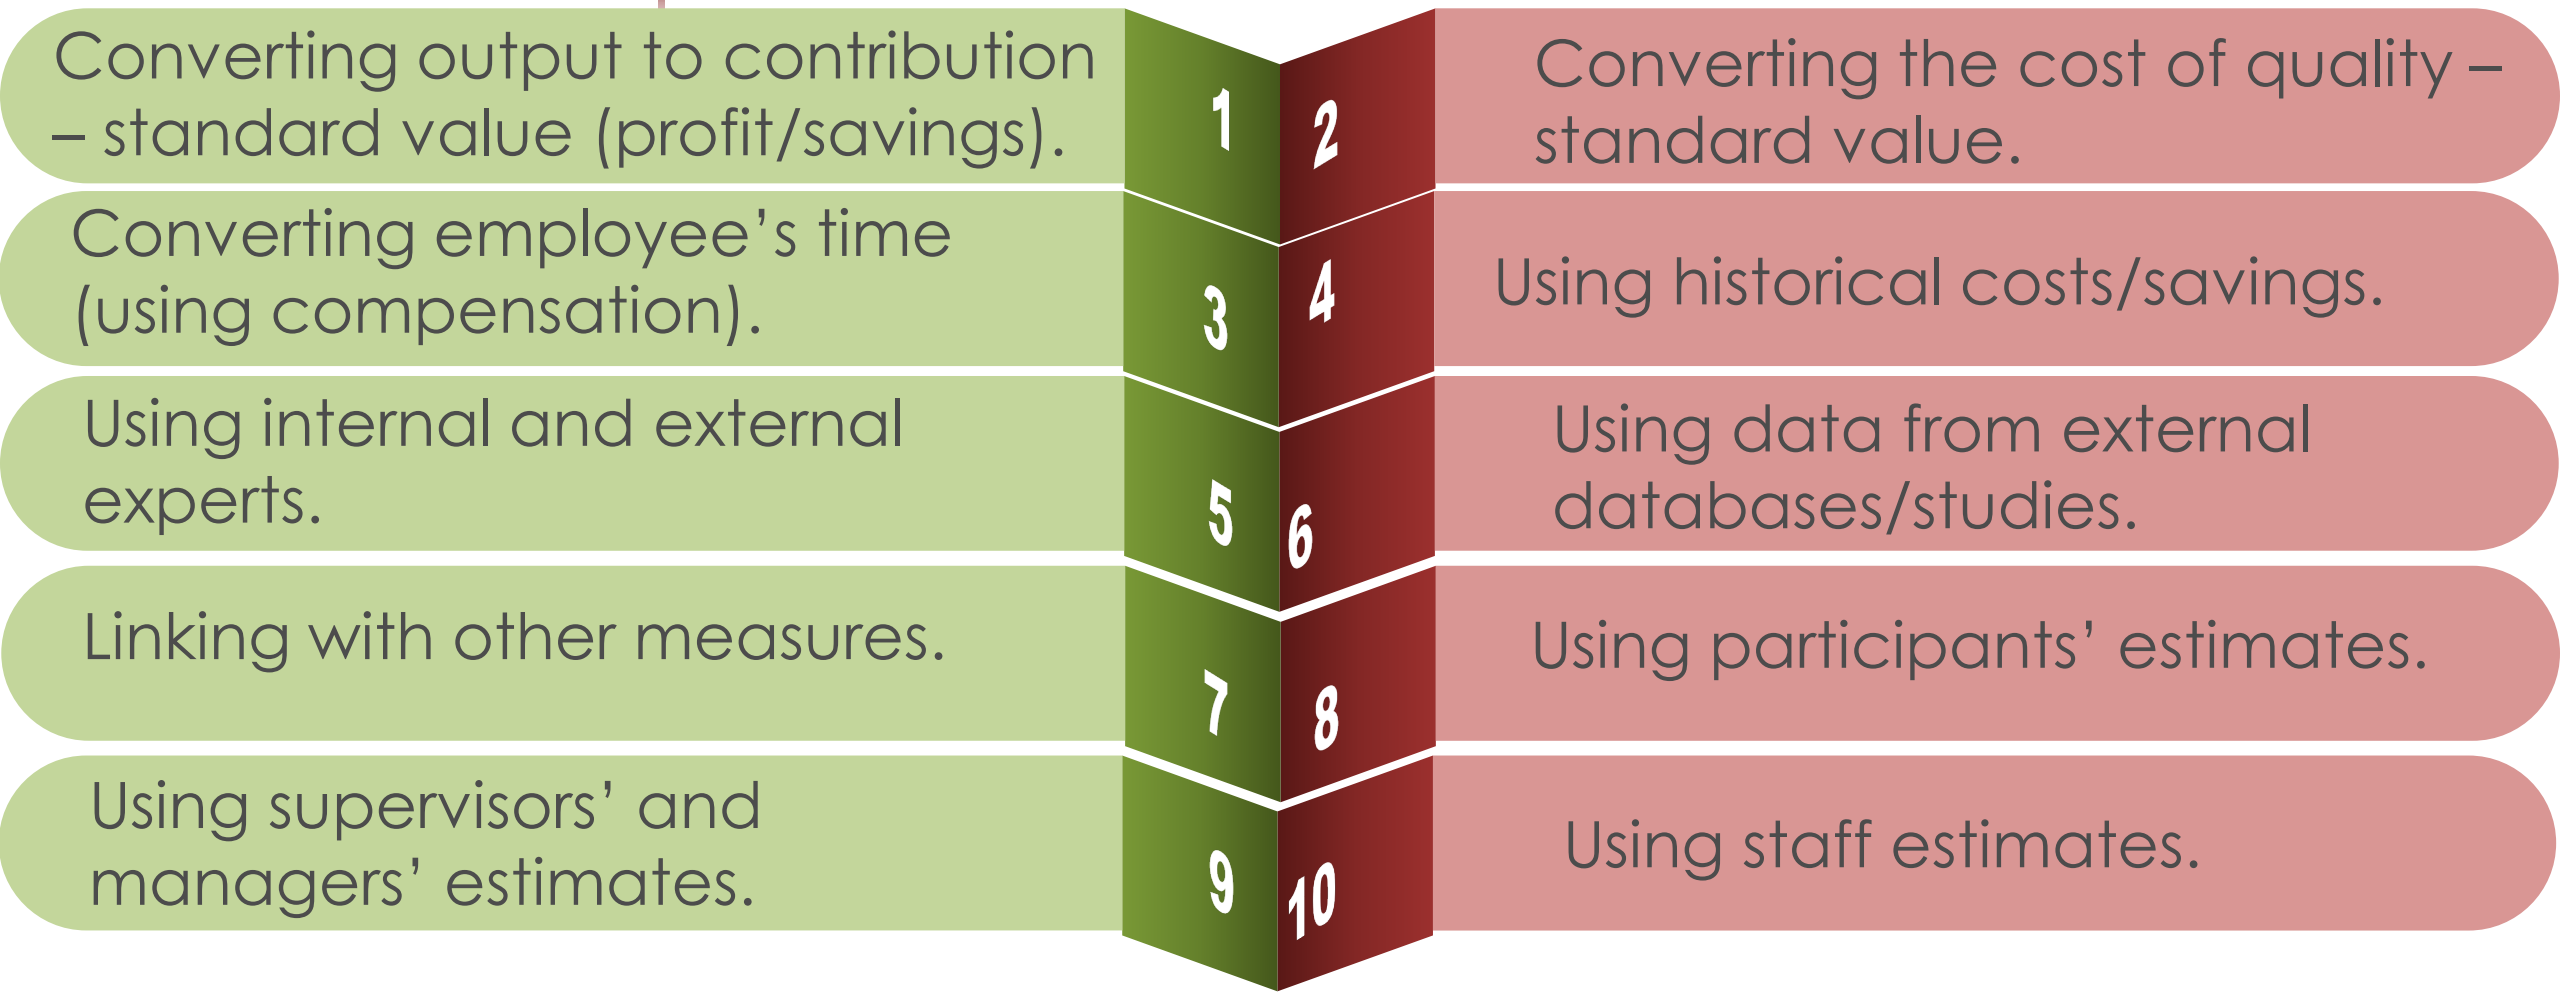 1
Converting output to contribution
– standard value (profit/savings).
2
Converting the cost of quality –
standard value.
3
Converting employee’s time
(using compensation).
4
Using historical costs/savings.
5
Using internal and external
experts.
6
Using data from external
databases/studies.
7
Linking with other measures.
8
Using participants’ estimates.
9
Using supervisors’ and
managers’ estimates.
10
Using staff estimates.